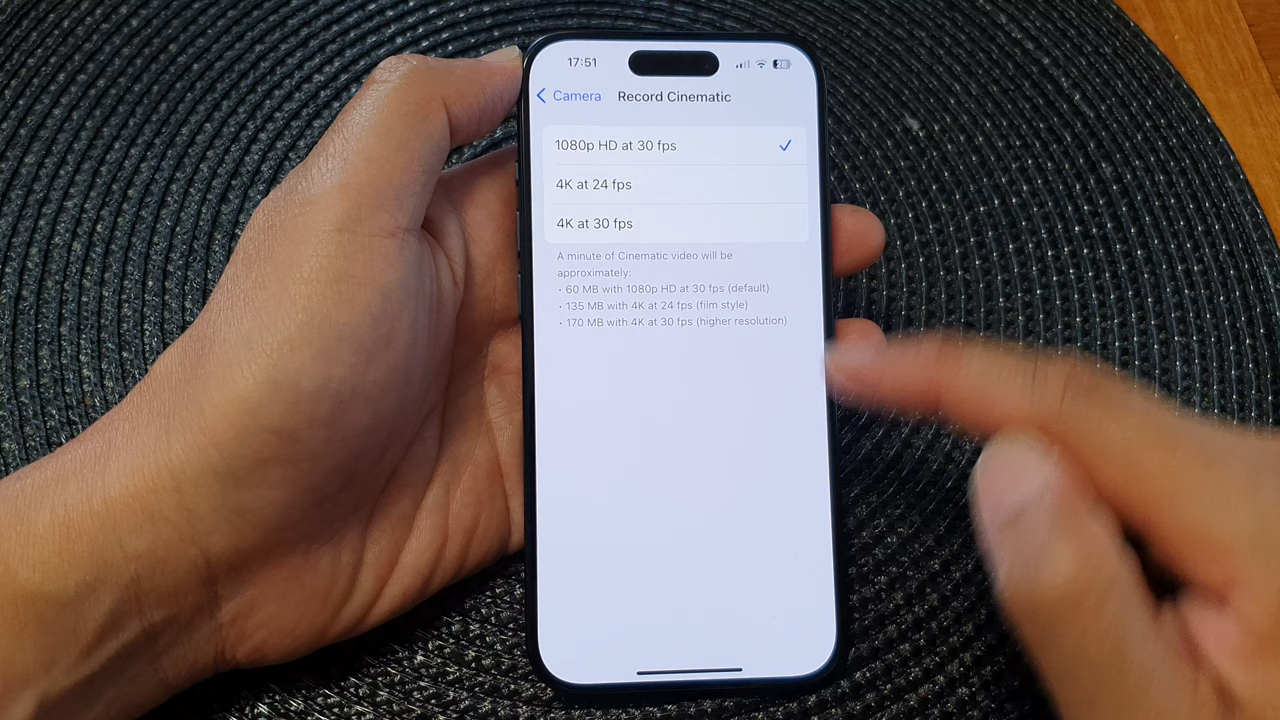 17:51
28
Camera Record Cinematic
1080p HD at 30 fps
4K at 24 fps
4K at 30 fps
A minute of Cinematic video will be
approximately:
• 60 MB with 1080p HD at 30 fps (default)
• 135 MB with 4K at 24 fps (film style)
• 170 MB with 4K at 30 fps (higher resolution)